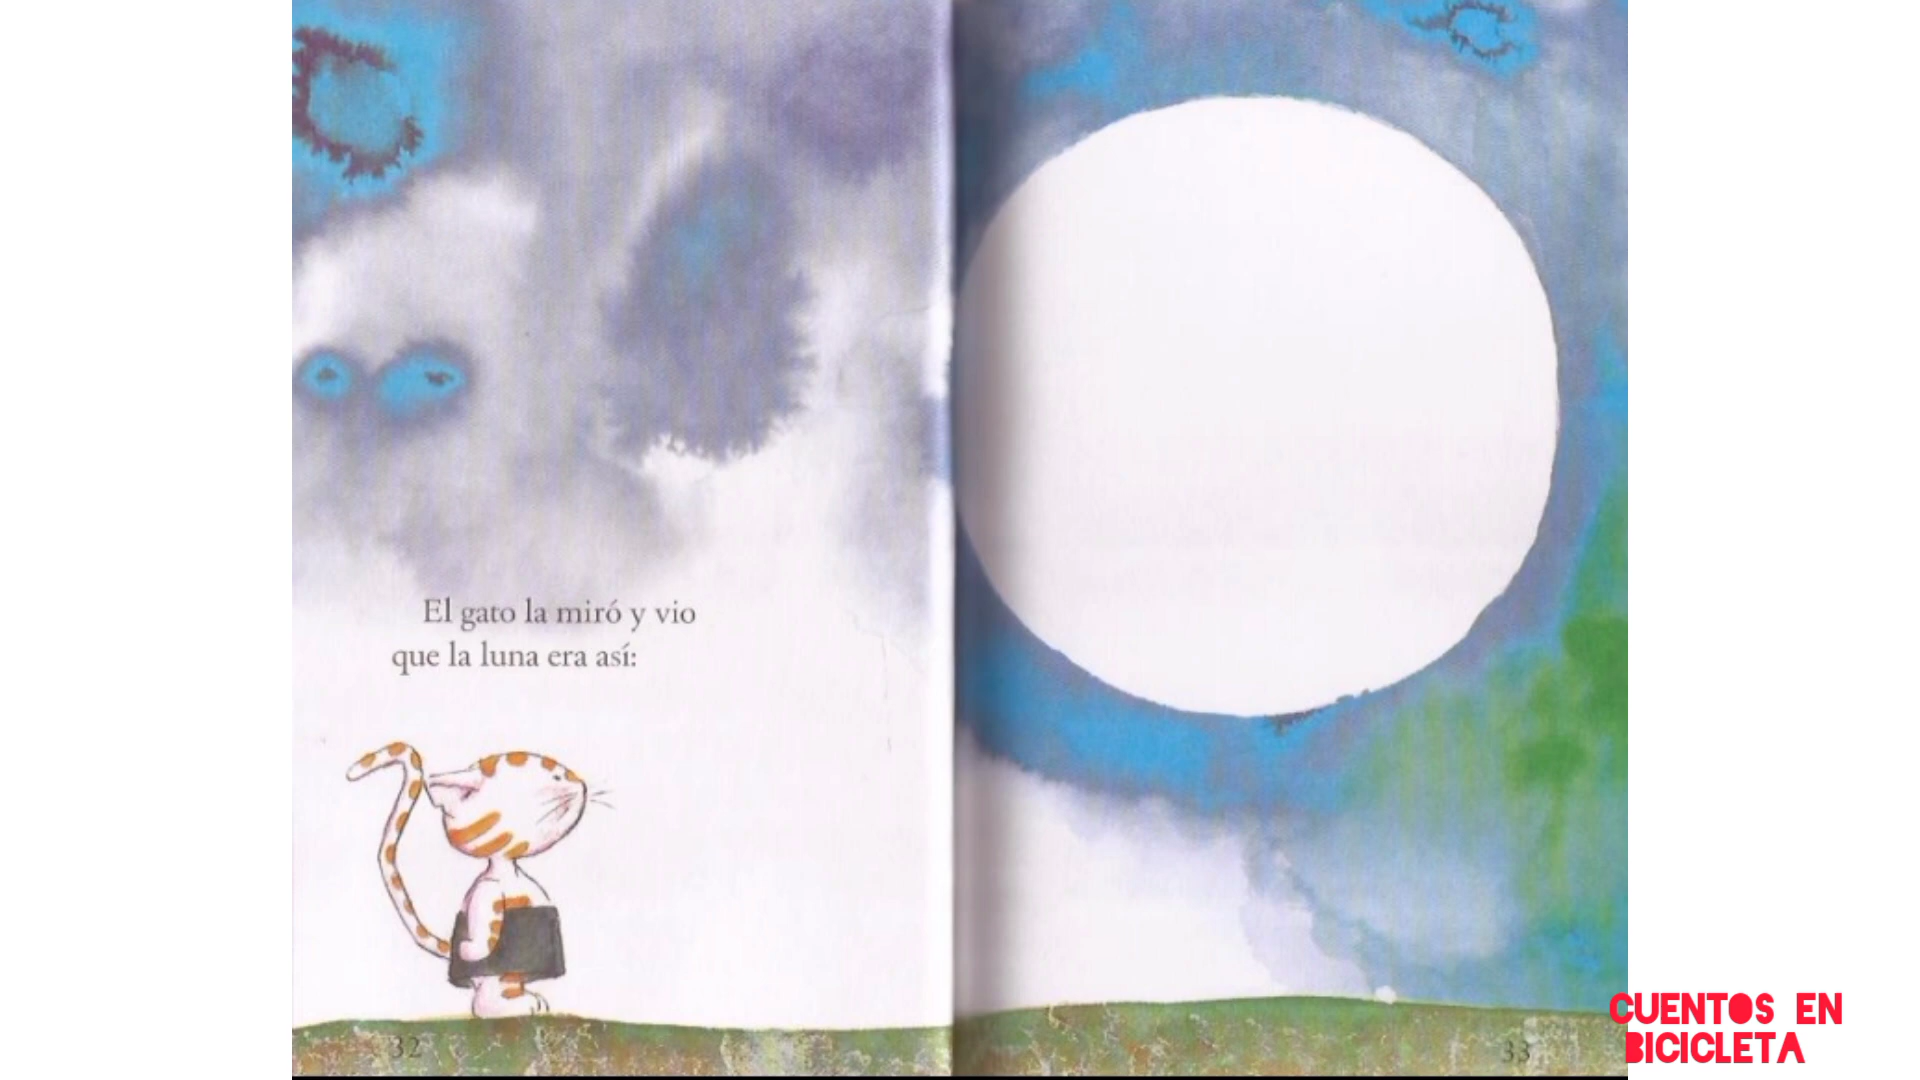 El gato la miró y vio
que la luna era así:
32
33
CUENTOS EN
BICICLETA